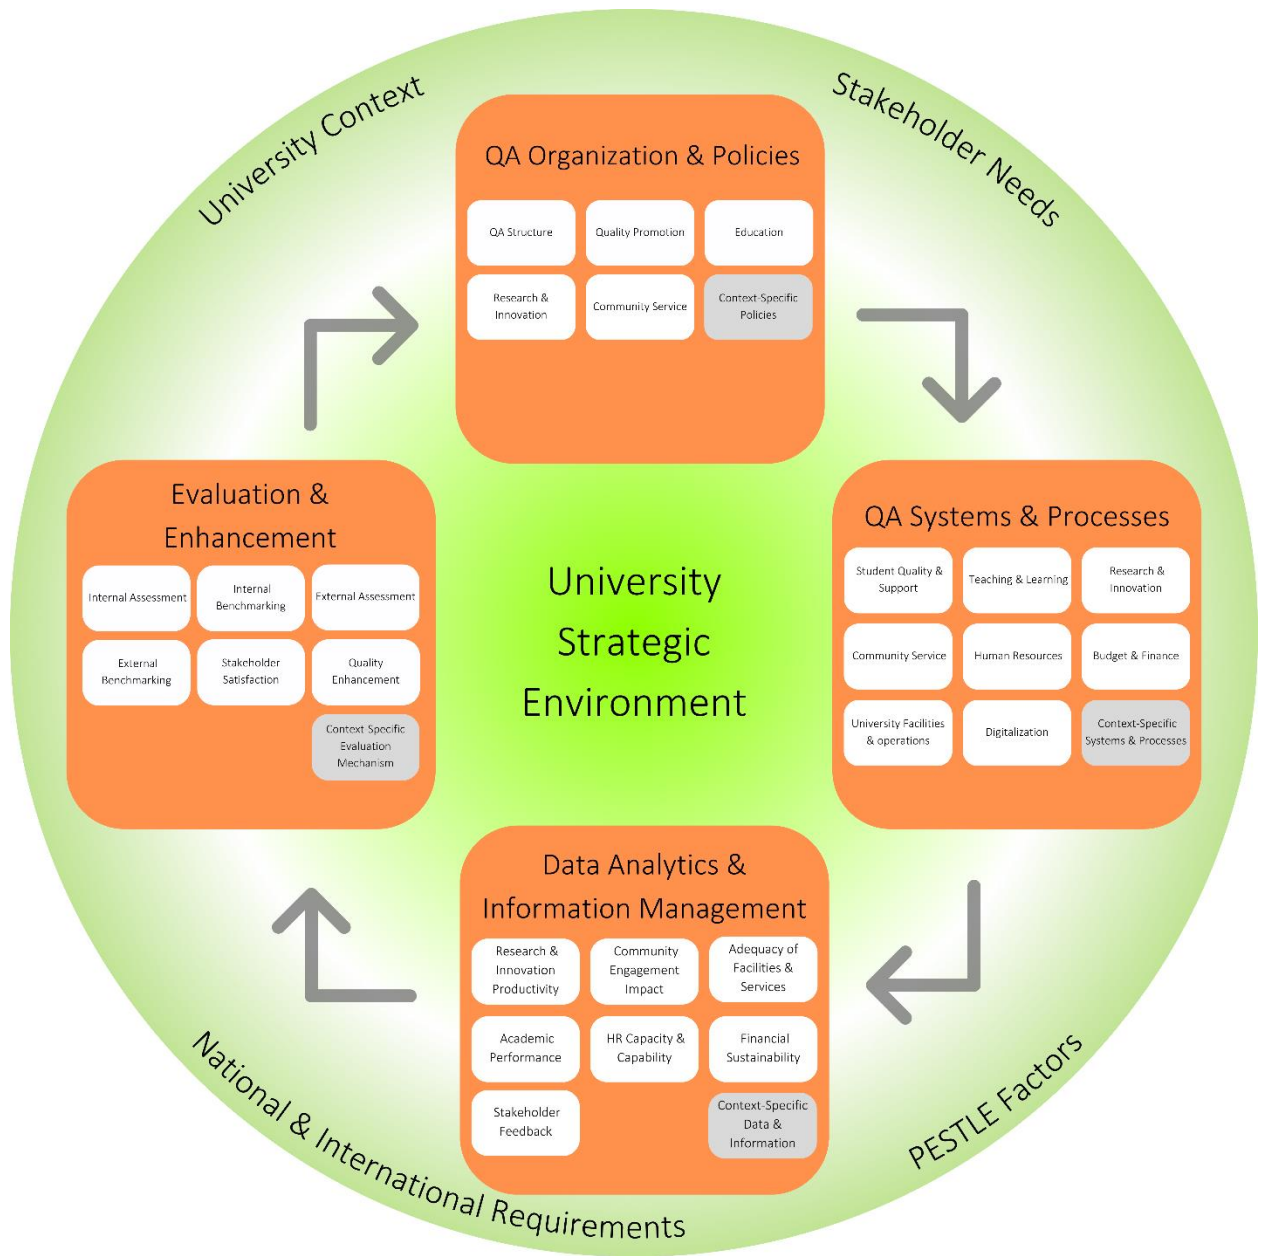 University Context
Stakeholder Needs
QA Organization & Policies
QA Structure
Quality Promotion
Education
Research &
Innovation
Community Service
Context-Specific
Policies
Evaluation &
Enhancement
Internal Assessment
Internal
Benchmarking
External Assessment
External
Benchmarking
Stakeholder
Satisfaction
Quality
Enhancement
Context Specific
Evaluation
Mechanism
University
Strategic
Environment
QA Systems & Processes
Student Quality &
Support
Teaching & Learning
Research &
Innovation
Community Service
Human Resources
Budget & Finance
University Facilities
& operations
Digitalization
Context-Specific
Systems & Processes
Data Analytics &
Information Management
Research &
Innovation
Productivity
Community
Engagement
Impact
Adequacy of
Facilities &
Services
Academic
Performance
HR Capacity &
Capability
Financial
Sustainability
Stakeholder
Feedback
Context-Specific
Data &
Information
National & International Requirements
PESTLE Factors